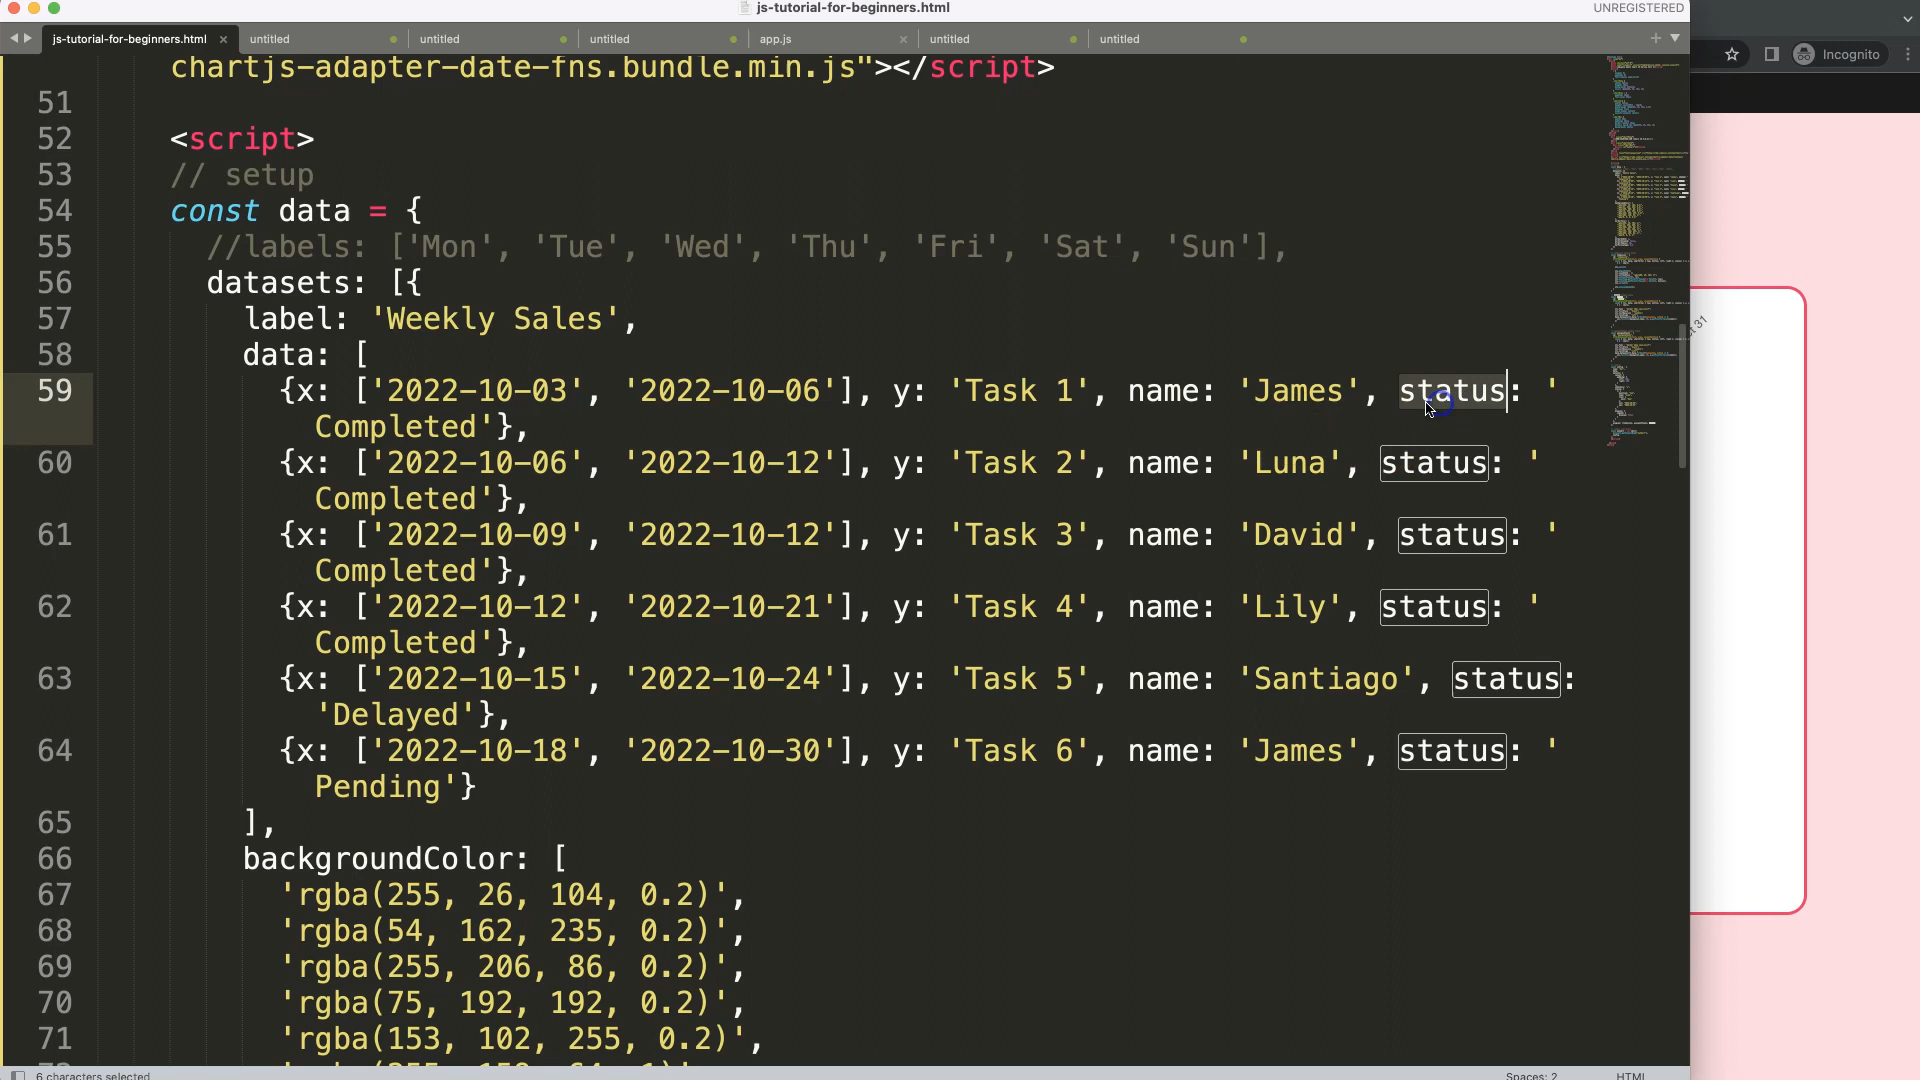 js-tutorial-for-beginners.html
UNREGISTERED
js-tutorial-for-beginners.html × untitled untitled untitled app.js × untitled untitled + ▼
Incognito
chartjs-adapter-date-fns.bundle.min.js"></script>
51
52 <script>
53 // setup
54 const data = {
55 //labels: ['Mon', 'Tue', 'Wed', 'Thu', 'Fri', 'Sat', 'Sun'],
56 datasets: [{
57 label: 'Weekly Sales',
58 data: [
59 {x: ['2022-10-03', '2022-10-06'], y: 'Task 1', name: 'James', status: '
Completed'},
60 {x: ['2022-10-06', '2022-10-12'], y: 'Task 2', name: 'Luna', status: '
Completed'},
61 {x: ['2022-10-09', '2022-10-12'], y: 'Task 3', name: 'David', status: '
Completed'},
62 {x: ['2022-10-12', '2022-10-21'], y: 'Task 4', name: 'Lily', status: '
Completed'},
63 {x: ['2022-10-15', '2022-10-24'], y: 'Task 5', name: 'Santiago', status:
'Delayed'},
64 {x: ['2022-10-18', '2022-10-30'], y: 'Task 6', name: 'James', status: '
Pending'}
65 ],
66 backgroundColor: [
67 'rgba(255, 26, 104, 0.2)',
68 'rgba(54, 162, 235, 0.2)',
69 'rgba(255, 206, 86, 0.2)',
70 'rgba(75, 192, 192, 0.2)',
71 'rgba(153, 102, 255, 0.2)',
31
6 characters selected
Spaces: 2
HTML